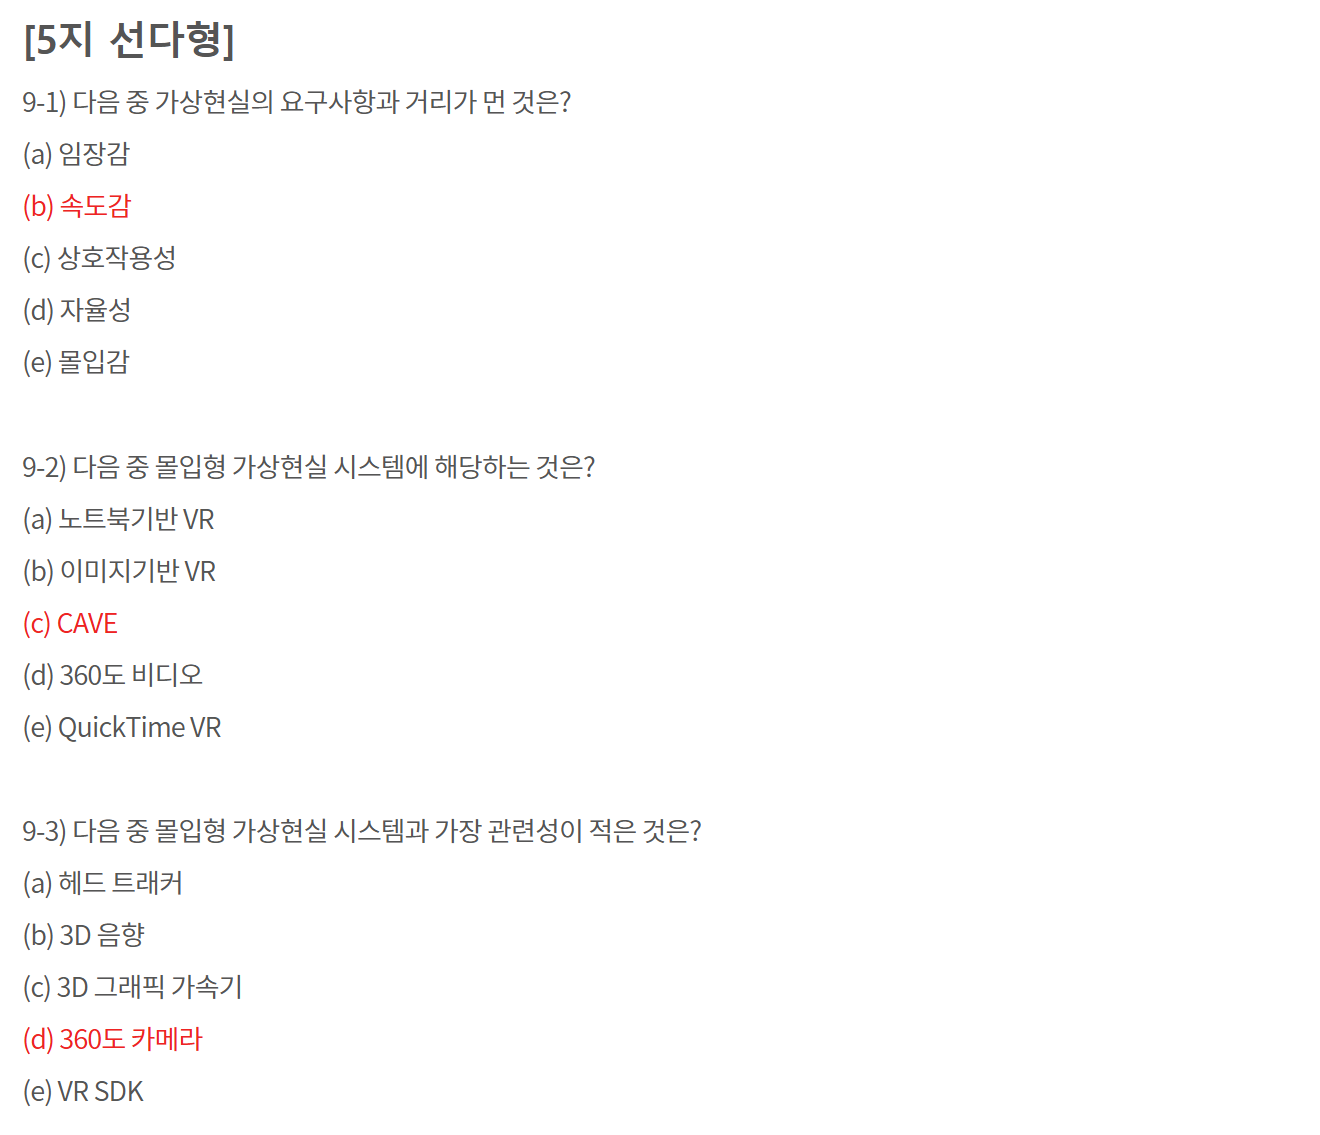 [5지 선다형]
9-1) 다음 중 가상현실의 요구사항과 거리가 먼 것은?
(a) 임장감
(b) 속도감
(c) 상호작용성
(d) 자율성
(e) 몰입감
9-2) 다음 중 몰입형 가상현실 시스템에 해당하는 것은?
(a) 노트북기반 VR
(b) 이미지기반 VR
(c) CAVE
(d) 360도 비디오
(e) QuickTime VR
9-3) 다음 중 몰입형 가상현실 시스템과 가장 관련성이 적은 것은?
(a) 헤드 트래커
(b) 3D 음향
(c) 3D 그래픽 가속기
(d) 360도 카메라
(e) VR SDK